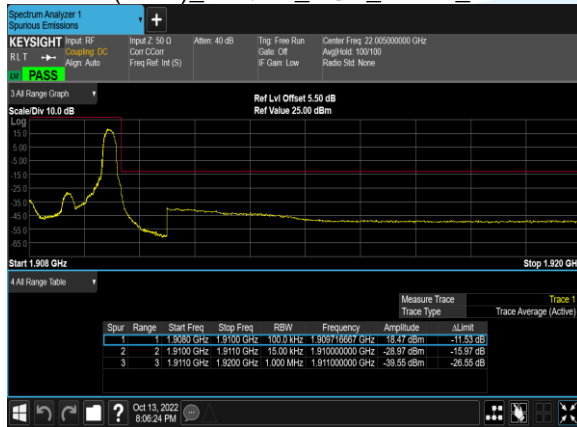 Spectrum Analyzer 1
Spurious Emissions
KEYSIGHT Input: RF Input Z: 50 Ω Atten: 40 dB Trig: Free Run Center Freq: 22.005000000 GHz
RLT Coupling: DC Corr CCorr Gate: Off Avg|Hold: 100/100
Align: Auto Freq Ref: Int (S) IF Gain: Low Radio Std: None
PASS
3 All Range Graph
Ref Lvl Offset 5.50 dB
Scale/Div 10.0 dB Ref Value 25.00 dBm
Log
15.0
5.00
-5.00
-15.0
-25.0
-35.0
-45.0
-55.0
-65.0
Start 1.908 GHz Stop 1.920 GH
4 All Range Table
Measure Trace Trace 1
Trace Type Trace Average (Active)
Spur Range Start Freq Stop Freq RBW Frequency Amplitude ΔLimit
1 1 1.9080 GHz 1.9100 GHz 100.0 kHz 1.909716667 GHz 18.47 dBm -11.53 dB
2 2 1.9100 GHz 1.9110 GHz 15.00 kHz 1.910000000 GHz -28.97 dBm -15.97 dB
3 3 1.9110 GHz 1.9200 GHz 1.000 MHz 1.911000000 GHz -39.55 dBm -26.55 dB
Oct 13, 2022
8:06:24 PM